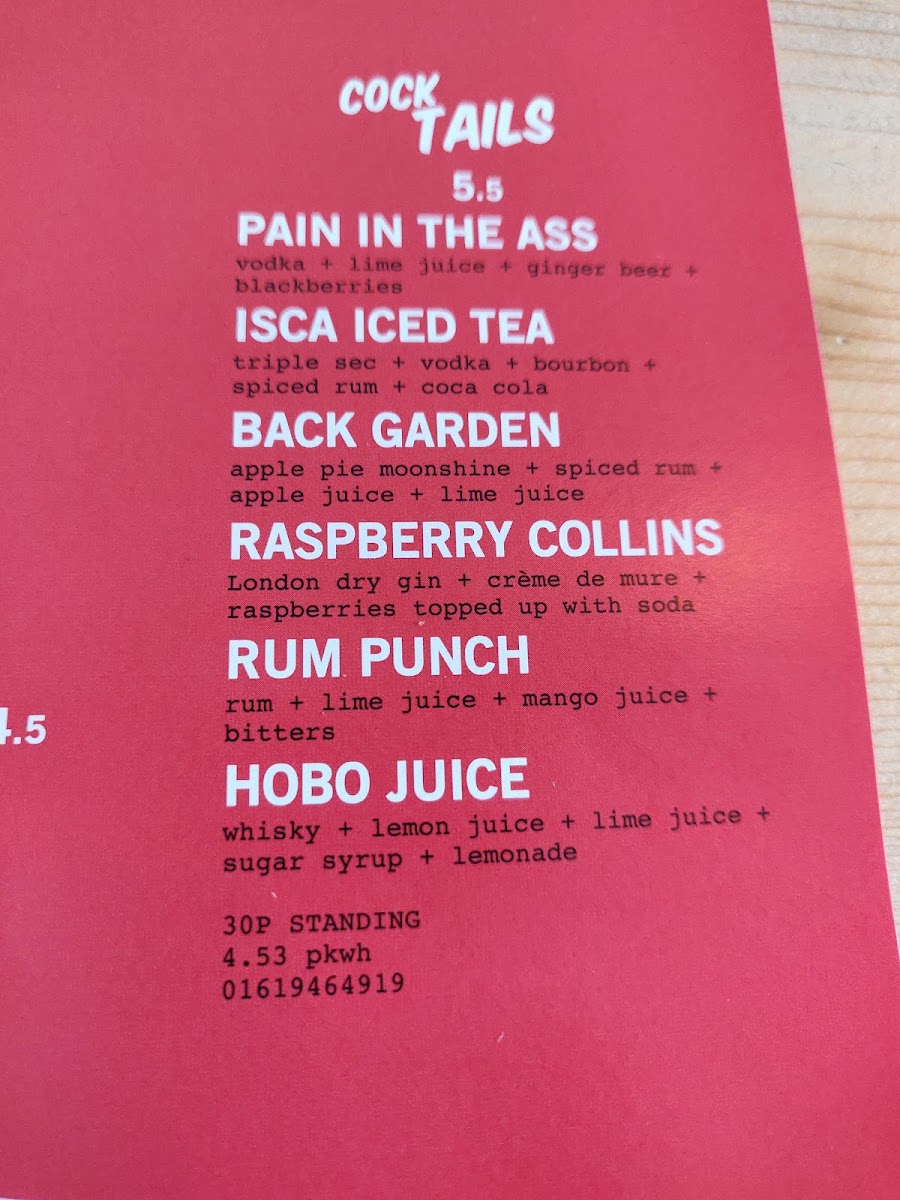 COCK
TAILS
5.5
PAIN IN THE ASS
vodka + lime juice + ginger beer +
blackberries
ISCA ICED TEA
triple sec + vodka + bourbon +
spiced rum + coca cola
BACK GARDEN
apple pie moonshine + spiced rum +
apple juice + lime juice
RASPBERRY COLLINS
London dry gin + crème de mure +
raspberries topped up with soda
RUM PUNCH
rum + lime juice + mango juice +
bitters
4.5
HOBO JUICE
whisky + lemon juice + lime juice +
sugar syrup + lemonade
30P STANDING
4.53 pkwh
01619464919